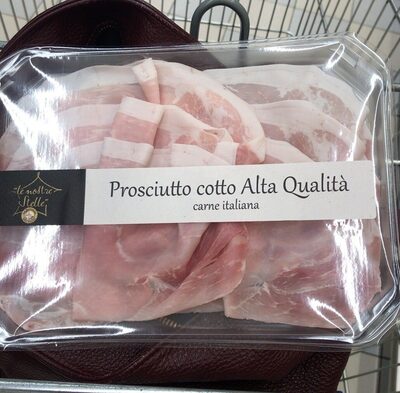 le nostre
Stelle
Prosciutto cotto Alta Qualità
carne italiana